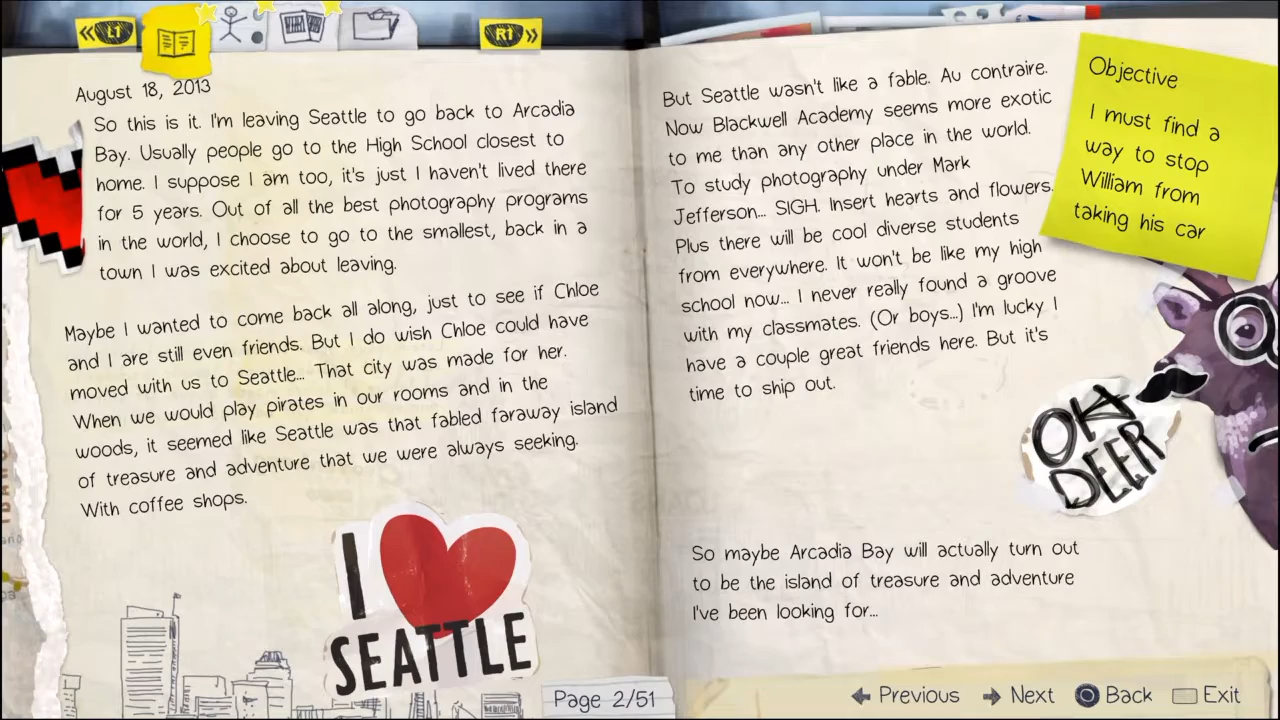 L1
R1
August 18, 2013
So this is it. I'm leaving Seattle to go back to Arcadia
Bay. Usually people go to the High School closest to
home. I suppose I am too, it's just I haven't lived there
for 5 years. Out of all the best photography programs
in the world, I choose to go to the smallest, back in a
town I was excited about leaving.
Maybe I wanted to come back all along, just to see if Chloe
and I are still even friends. But I do wish Chloe could have
moved with us to Seattle... That city was made for her.
When we would play pirates in our rooms and in the
woods, it seemed like Seattle was that fabled faraway island
of treasure and adventure that we were always seeking.
With coffee shops.
I
SEATTLE
But Seattle wasn't like a fable. Au contraire.
Now Blackwell Academy seems more exotic
to me than any other place in the world.
To study photography under Mark
Jefferson... SIGH. Insert hearts and flowers.
Plus there will be cool diverse students
from everywhere. It won't be like my high
school now... I never really found a groove
with my classmates. (Or boys...) I'm lucky I
have a couple great friends here. But it's
time to ship out.
So maybe Arcadia Bay will actually turn out
to be the island of treasure and adventure
I've been looking for...
Objective
I must find a
way to stop
William from
taking his car
OH
DEER
Page 2/51
Previous Next Back Exit